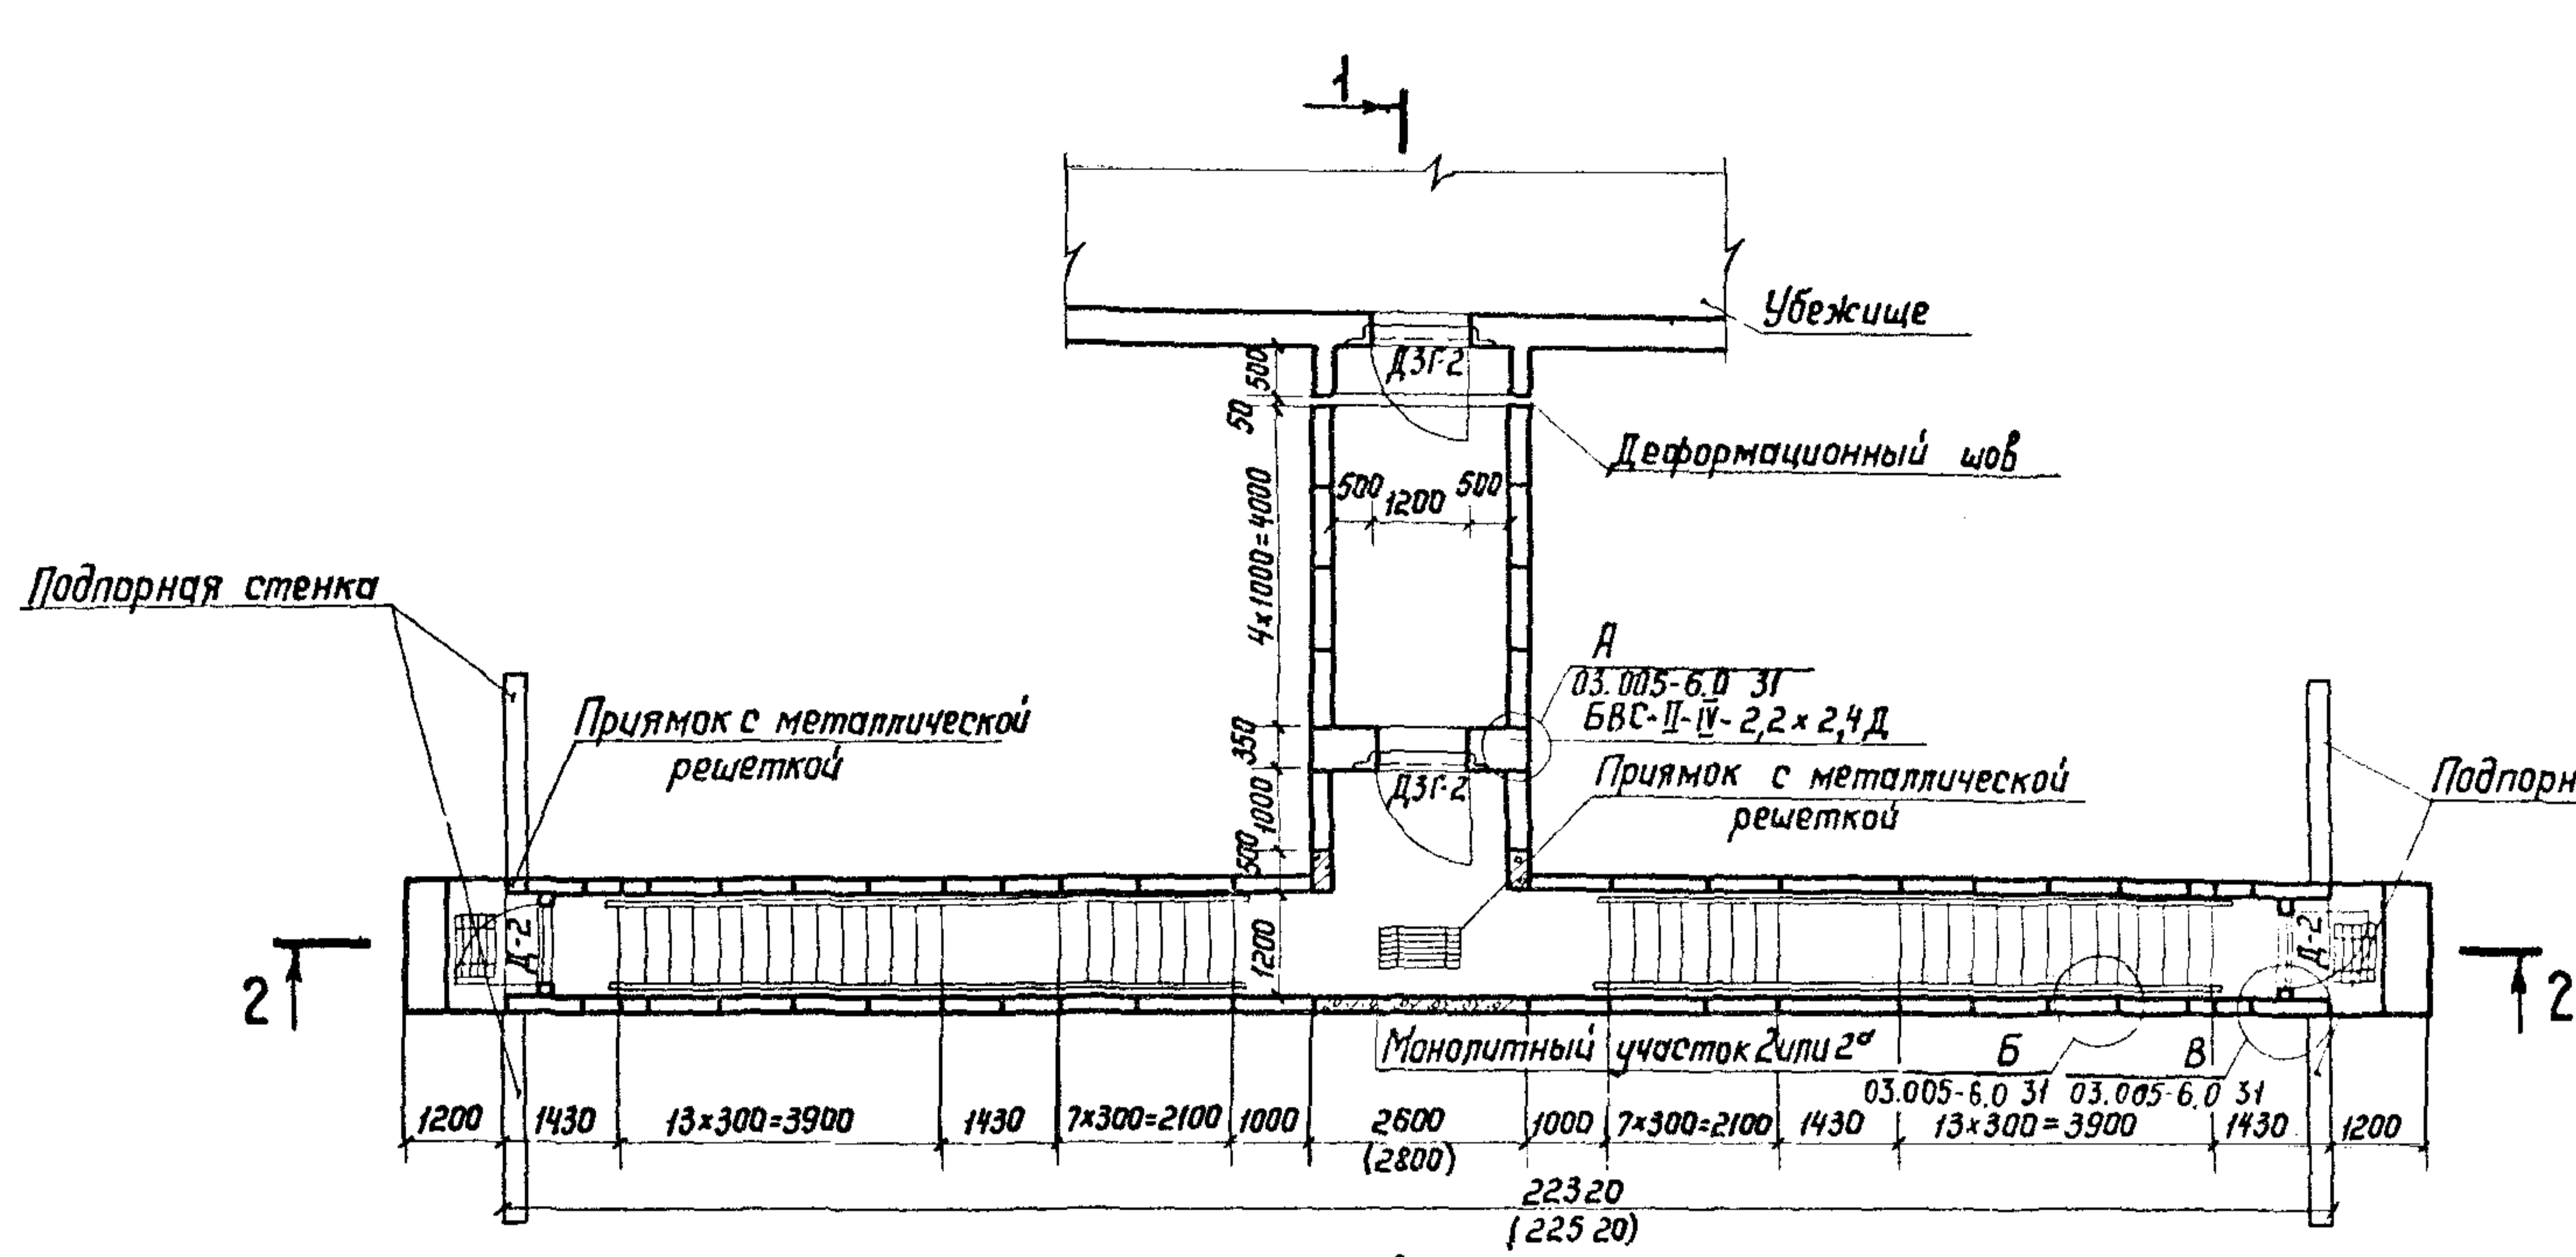 1
Убежище
500
ДЗГ-2
50
Деформационный шов
500 1200 500
4×1000=4000
Подпорная стенка
А
03.005-6.0 31
БВС-II-IV-2,2×2,4Д
Приямок с металлической
решеткой
350
ДЗГ-2
Приямок с металлической
решеткой
Подпорн
1000
500
Д-2
1200
Д-2
2
2
Монолитный участок 2 или 2а
Б
В
03.005-6.0 31
03.005-6.0 31
1200 1430 13×300=3900 1430 7×300=2100 1000 2600 1000 7×300=2100 1430 13×300=3900 1430 1200
(2800)
22320
(22520)